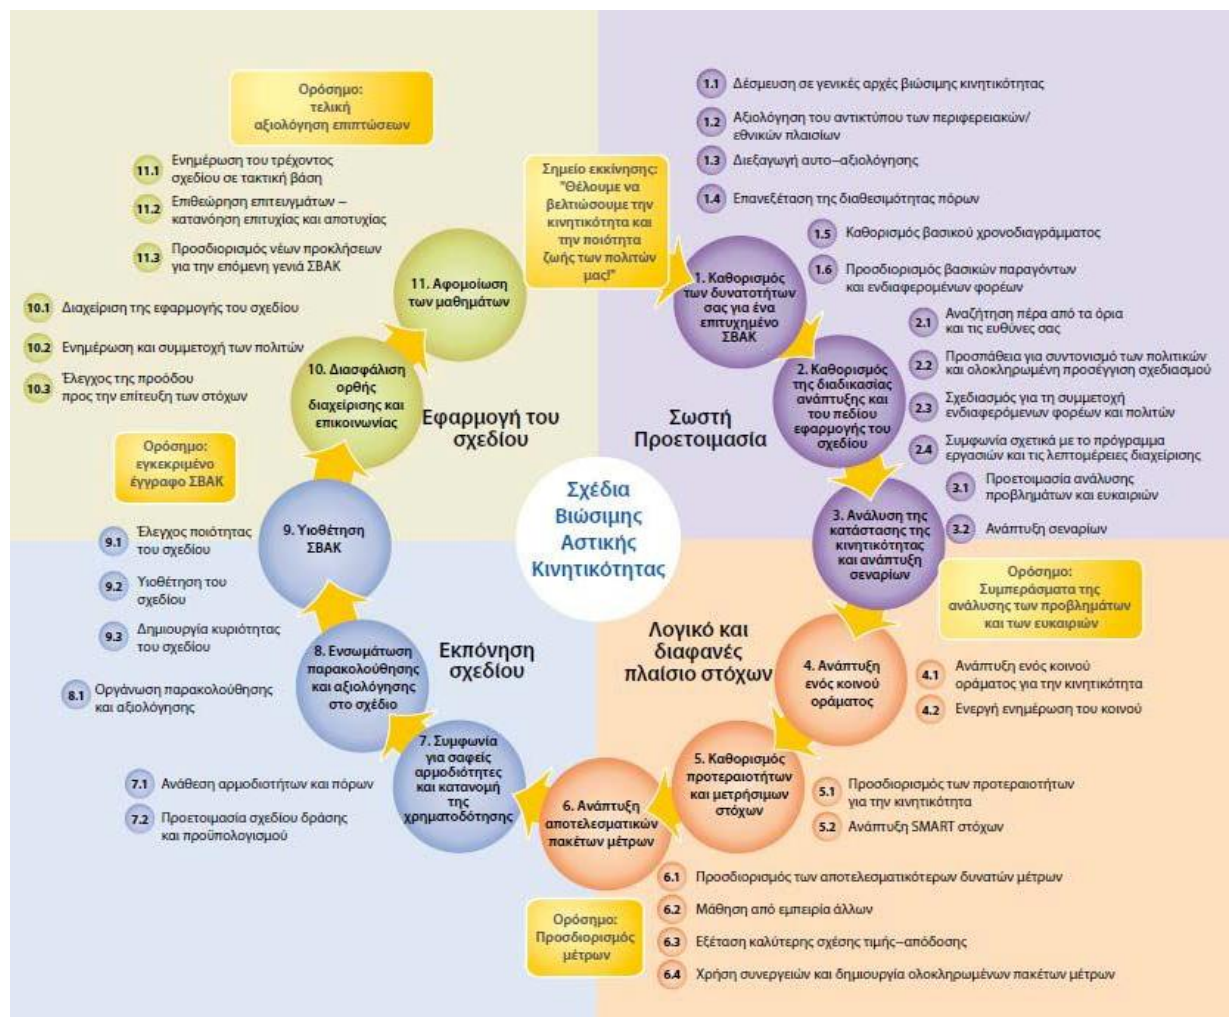 Ορόσημο:
τελική
αξιολόγηση επιπτώσεων
11.1 Ενημέρωση του τρέχοντος
σχεδίου σε τακτική βάση
11.2 Επιθεώρηση επιτευγμάτων –
κατανόηση επιτυχίας και αποτυχίας
11.3 Προσδιορισμός νέων προκλήσεων
για την επόμενη γενιά ΣΒΑΚ
11. Αφομοίωση
των μαθημάτων
10.1 Διαχείριση της εφαρμογής του σχεδίου
10.2 Ενημέρωση και συμμετοχή των πολιτών
10.3 Έλεγχος της προόδου
προς την επίτευξη των στόχων
10. Διασφάλιση
ορθής
διαχείρισης και
επικοινωνίας
Εφαρμογή του
σχεδίου
Σημείο εκκίνησης:
"Θέλουμε να
βελτιώσουμε την
κινητικότητα και
την ποιότητα
ζωής των πολιτών
μας!"
1.1 Δέσμευση σε γενικές αρχές βιώσιμης κινητικότητας
1.2 Αξιολόγηση του αντικτύπου των περιφερειακών/
εθνικών πλαισίων
1.3 Διεξαγωγή αυτο–αξιολόγησης
1.4 Επανεξέταση της διαθεσιμότητας πόρων
1.5 Καθορισμός βασικού χρονοδιαγράμματος
1.6 Προσδιορισμός βασικών παραγόντων
και ενδιαφερομένων φορέων
1. Καθορισμός
των δυνατοτήτων
σας για ένα
επιτυχημένο
ΣΒΑΚ
2.1 Αναζήτηση πέρα από τα όρια
και τις ευθύνες σας
2.2 Προσπάθεια για συντονισμό των πολιτικών
και ολοκληρωμένη προσέγγιση σχεδιασμού
2.3 Σχεδιασμός για τη συμμετοχή
ενδιαφερόμενων φορέων και πολιτών
2.4 Συμφωνία σχετικά με το πρόγραμμα
εργασιών και τις λεπτομέρειες διαχείρισης
2. Καθορισμός
της διαδικασία
ανάπτυξης και
του πεδίου
εφαρμογής του
σχεδίου
Σωστή
Προετοιμασία
3.1 Προετοιμασία ανάλυσης
προβλημάτων και ευκαιριών
3.2 Ανάπτυξη σεναρίων
3. Ανάλυση της
κατάστασης της
κινητικότητας
και ανάπτυξη
σεναρίων
Ορόσημο:
Συμπεράσματα της
ανάλυσης των προβλημάτων
και των ευκαιριών
Σχέδια
Βιώσιμης
Αστικής
Κινητικότητας
Ορόσημο:
εγκεκριμένο
έγγραφο ΣΒΑΚ
9.1 Έλεγχος ποιότητας
του σχεδίου
9.2 Υιοθέτηση του
σχεδίου
9.3 Δημιουργία κυριότητας
του σχεδίου
9. Υιοθέτηση
ΣΒΑΚ
8.1 Οργάνωση παρακολούθησης
και αξιολόγησης
8. Ενσωμάτωση
παρακολούθησης
και αξιολόγησης
στο σχέδιο
Εκπόνηση
σχεδίου
7.1 Ανάθεση αρμοδιοτήτων και πόρων
7.2 Προετοιμασία σχεδίου δράσης
και προϋπολογισμού
7. Συμφωνία
για σαφείς
αρμοδιότητες
και κατανομή
της
χρηματοδότησης
Λογικό και
διαφανές
πλαίσιο στόχων
4. Ανάπτυξη
ενός κοινού
οράματος
4.1 Ανάπτυξη ενός κοινού
οράματος για την κινητικότητα
4.2 Ενεργή ενημέρωση του κοινού
5. Καθορισμός
προτεραιοτήτων
και μετρήσιμων
στόχων
5.1 Προσδιορισμός των προτεραιοτήτων
για την κινητικότητα
5.2 Ανάπτυξη SMART στόχων
6. Ανάπτυξη
αποτελεσματικών
πακέτων μέτρων
6.1 Προσδιορισμός των αποτελεσματικότερων δυνατών μέτρων
6.2 Μάθηση από εμπειρία άλλων
6.3 Εξέταση καλύτερης σχέσης τιμής–απόδοσης
6.4 Χρήση συνεργειών και δημιουργία ολοκληρωμένων πακέτων μέτρων
Ορόσημο:
Προσδιορισμός
μέτρων